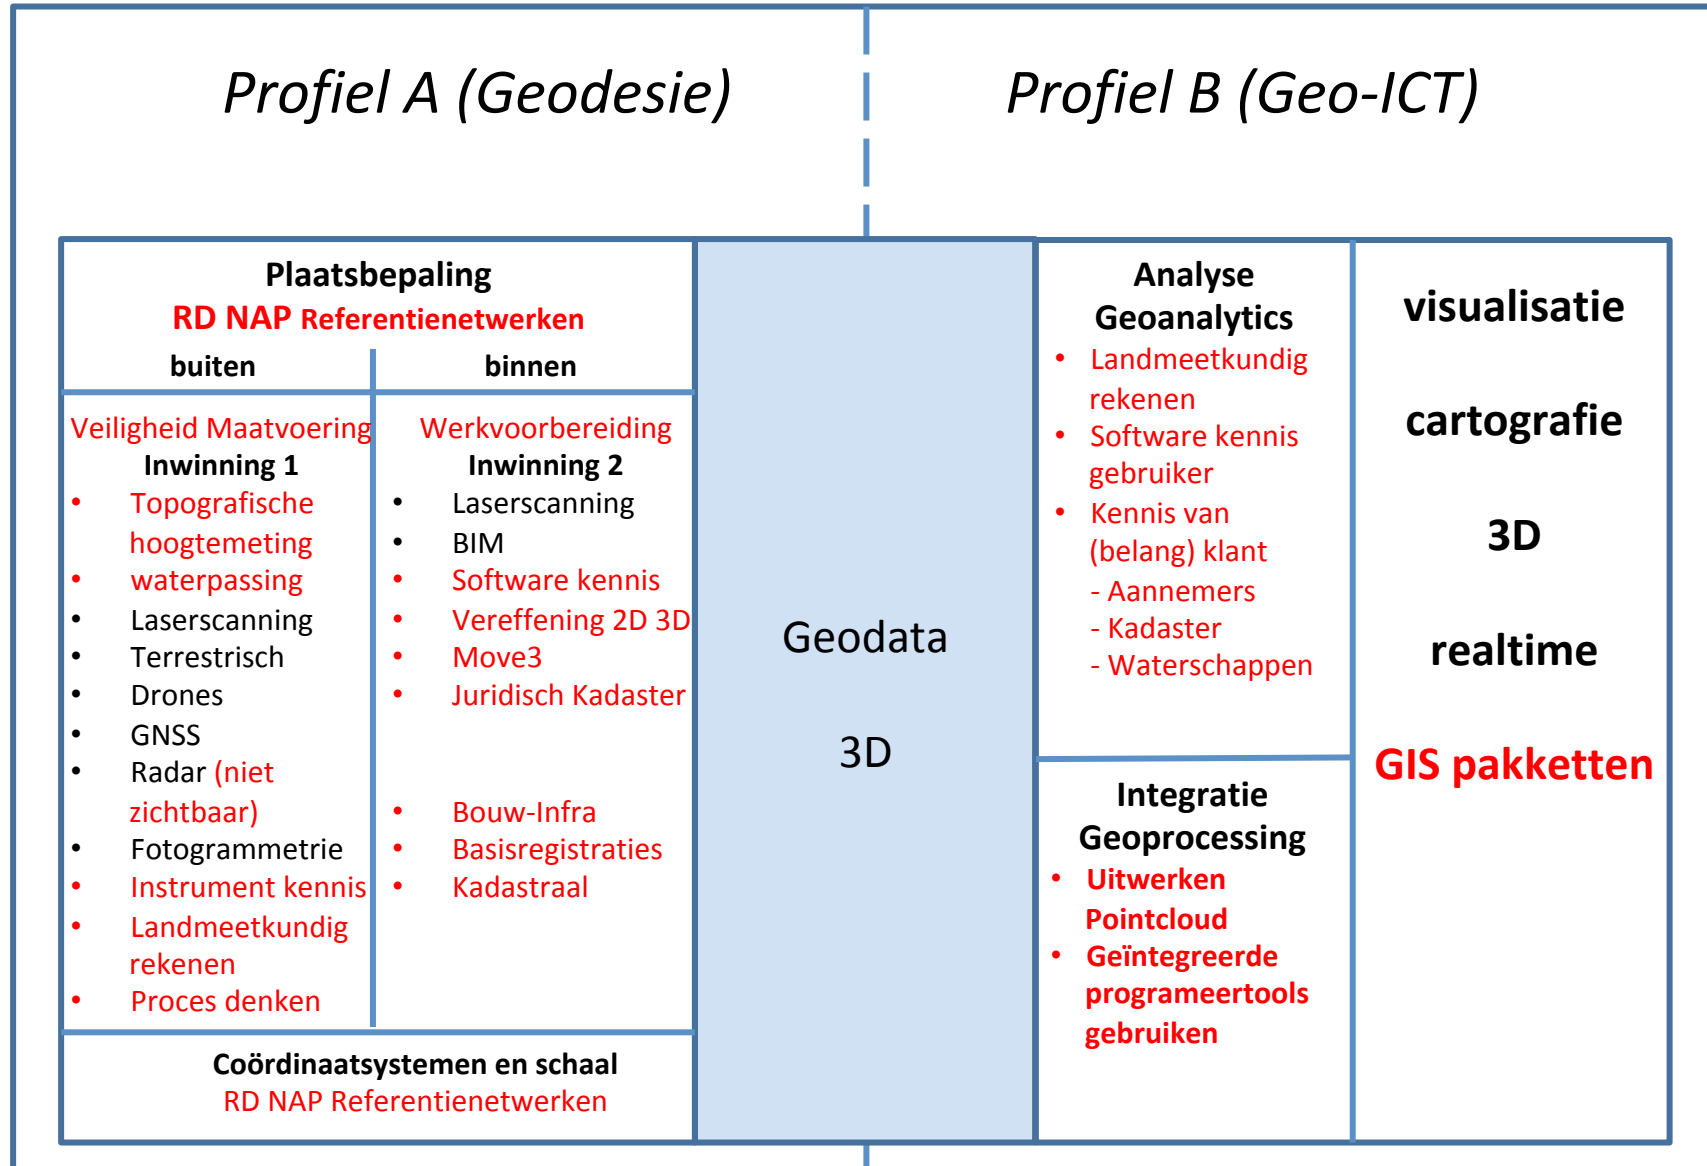 Profiel A (Geodesie)
Profiel B (Geo-ICT)
Plaatsbepaling
RD NAP Referentienetwerken
buiten
binnen
Veiligheid Maatvoering
Inwinning 1
• Topografische
hoogtemeting
• waterpassing
• Laserscanning
• Terrestrisch
• Drones
• GNSS
• Radar (niet
zichtbaar)
• Fotogrammetrie
• Instrument kennis
• Landmeetkundig
rekenen
• Proces denken
Werkvoorbereiding
Inwinning 2
• Laserscanning
• BIM
• Software kennis
• Vereffening 2D 3D
• Move3
• Juridisch Kadaster
• Bouw-Infra
• Basisregistraties
• Kadastraal
Coördinaatsystemen en schaal
RD NAP Referentienetwerken
Geodata
3D
Analyse
Geoanalytics
• Landmeetkundig
rekenen
• Software kennis
gebruiker
• Kennis van
(belang) klant
- Aannemers
- Kadaster
- Waterschappen
Integratie
Geoprocessing
• Uitwerken
Pointcloud
• Geïntegreerde
programeertools
gebruiken
visualisatie
cartografie
3D
realtime
GIS pakketten